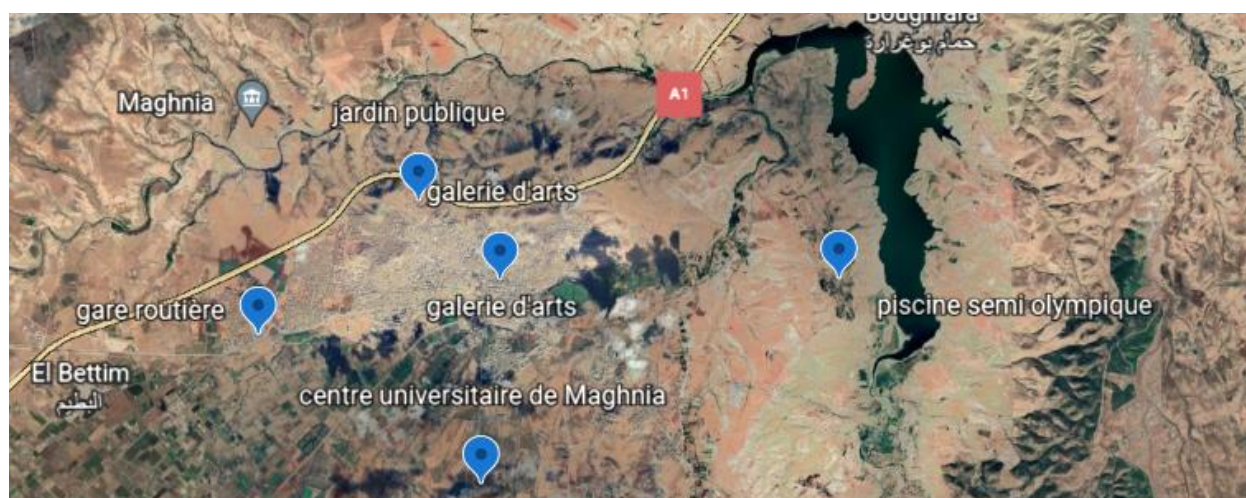 Boughrara
حمام بوغرارة
A1
Maghnia
jardin publique
galerie d'arts
gare routière
galerie d'arts
piscine semi olympique
El Bettim
البطيم
centre universitaire de Maghnia